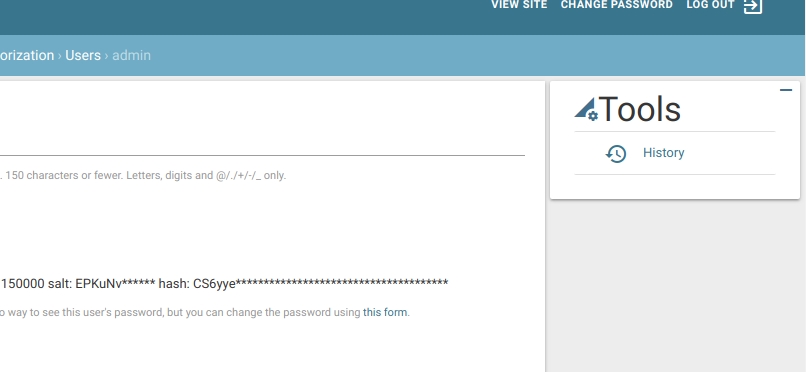 VIEW SITE CHANGE PASSWORD LOG OUT
orization › Users › admin
Tools
History
. 150 characters or fewer. Letters, digits and @/./+/-/_ only.
150000 salt: EPKuNv****** hash: CS6yye**************************************
o way to see this user's password, but you can change the password using this form.